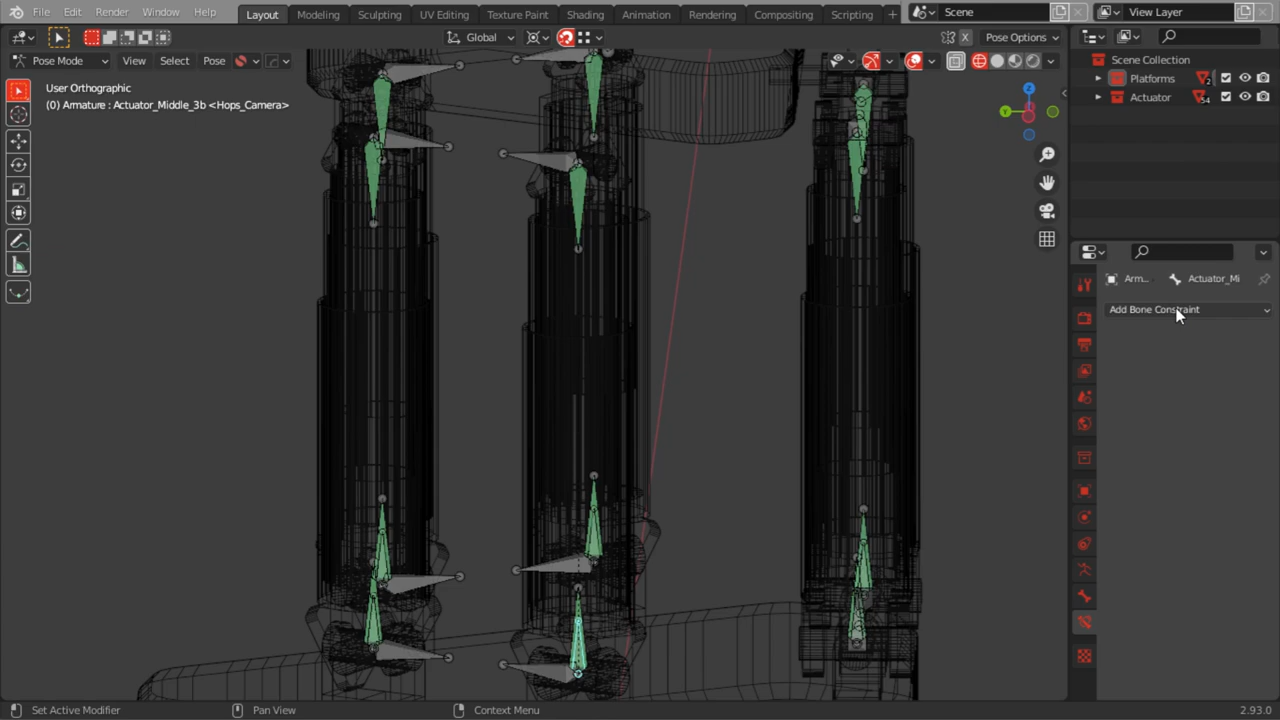 File Edit Render Window Help Layout Modeling Sculpting UV Editing Texture Paint Shading Animation Rendering Compositing Scripting Scene View Layer
Global Pose Options
Pose Mode View Select Pose
User Orthographic
(0) Armature : Actuator_Middle_3b <Hops_Camera>
Z
Y
Scene Collection
Platforms 2
Actuator 54
Arm... Actuator_Mi
Add Bone Constraint
Set Active Modifier Pan View Context Menu 2.93.0